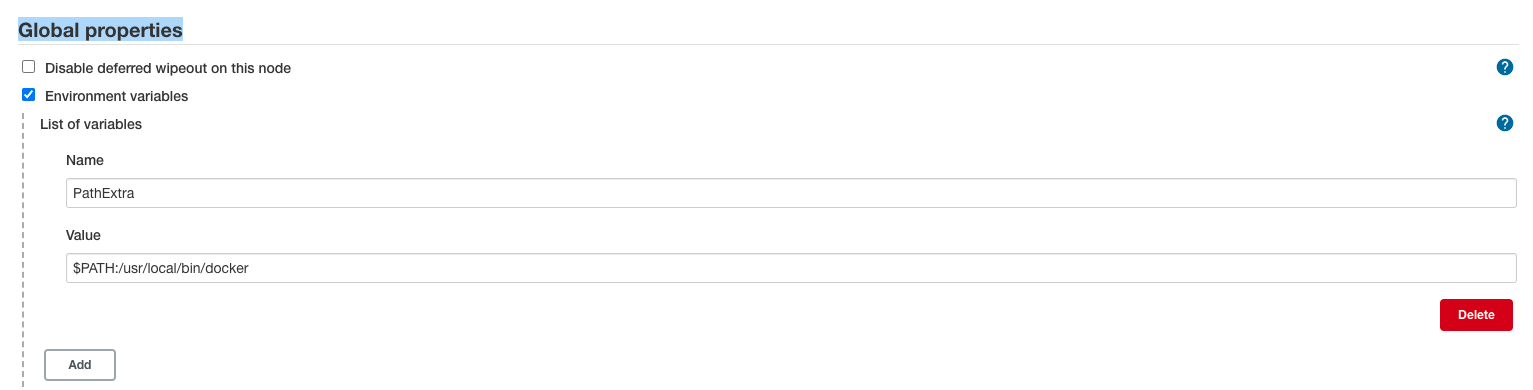 Global properties
Disable deferred wipeout on this node
?
Environment variables
List of variables
?
Name
PathExtra
Value
$PATH:/usr/local/bin/docker
Delete
Add